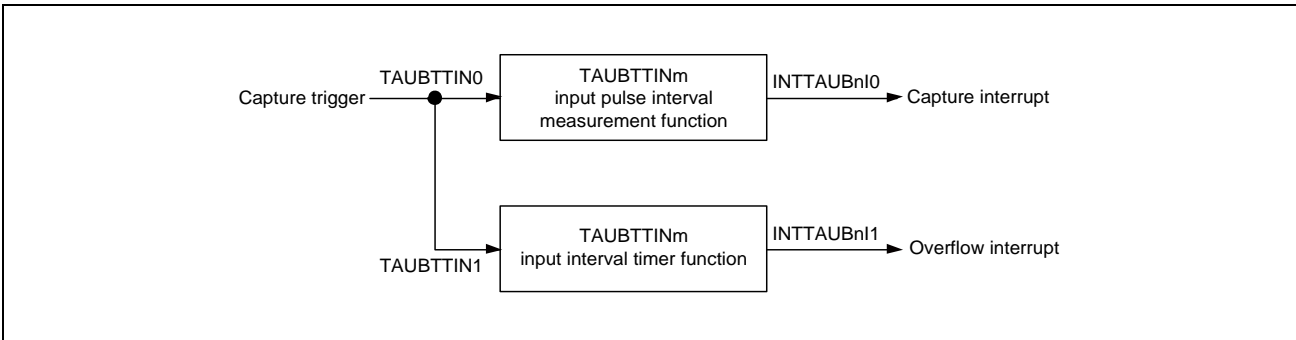 TAUBTTIN0
Capture trigger
TAUBTTINm
input pulse interval
measurement function
INTTAUBnI0
Capture interrupt
TAUBTTIN1
TAUBTTINm
input interval timer function
INTTAUBnI1
Overflow interrupt